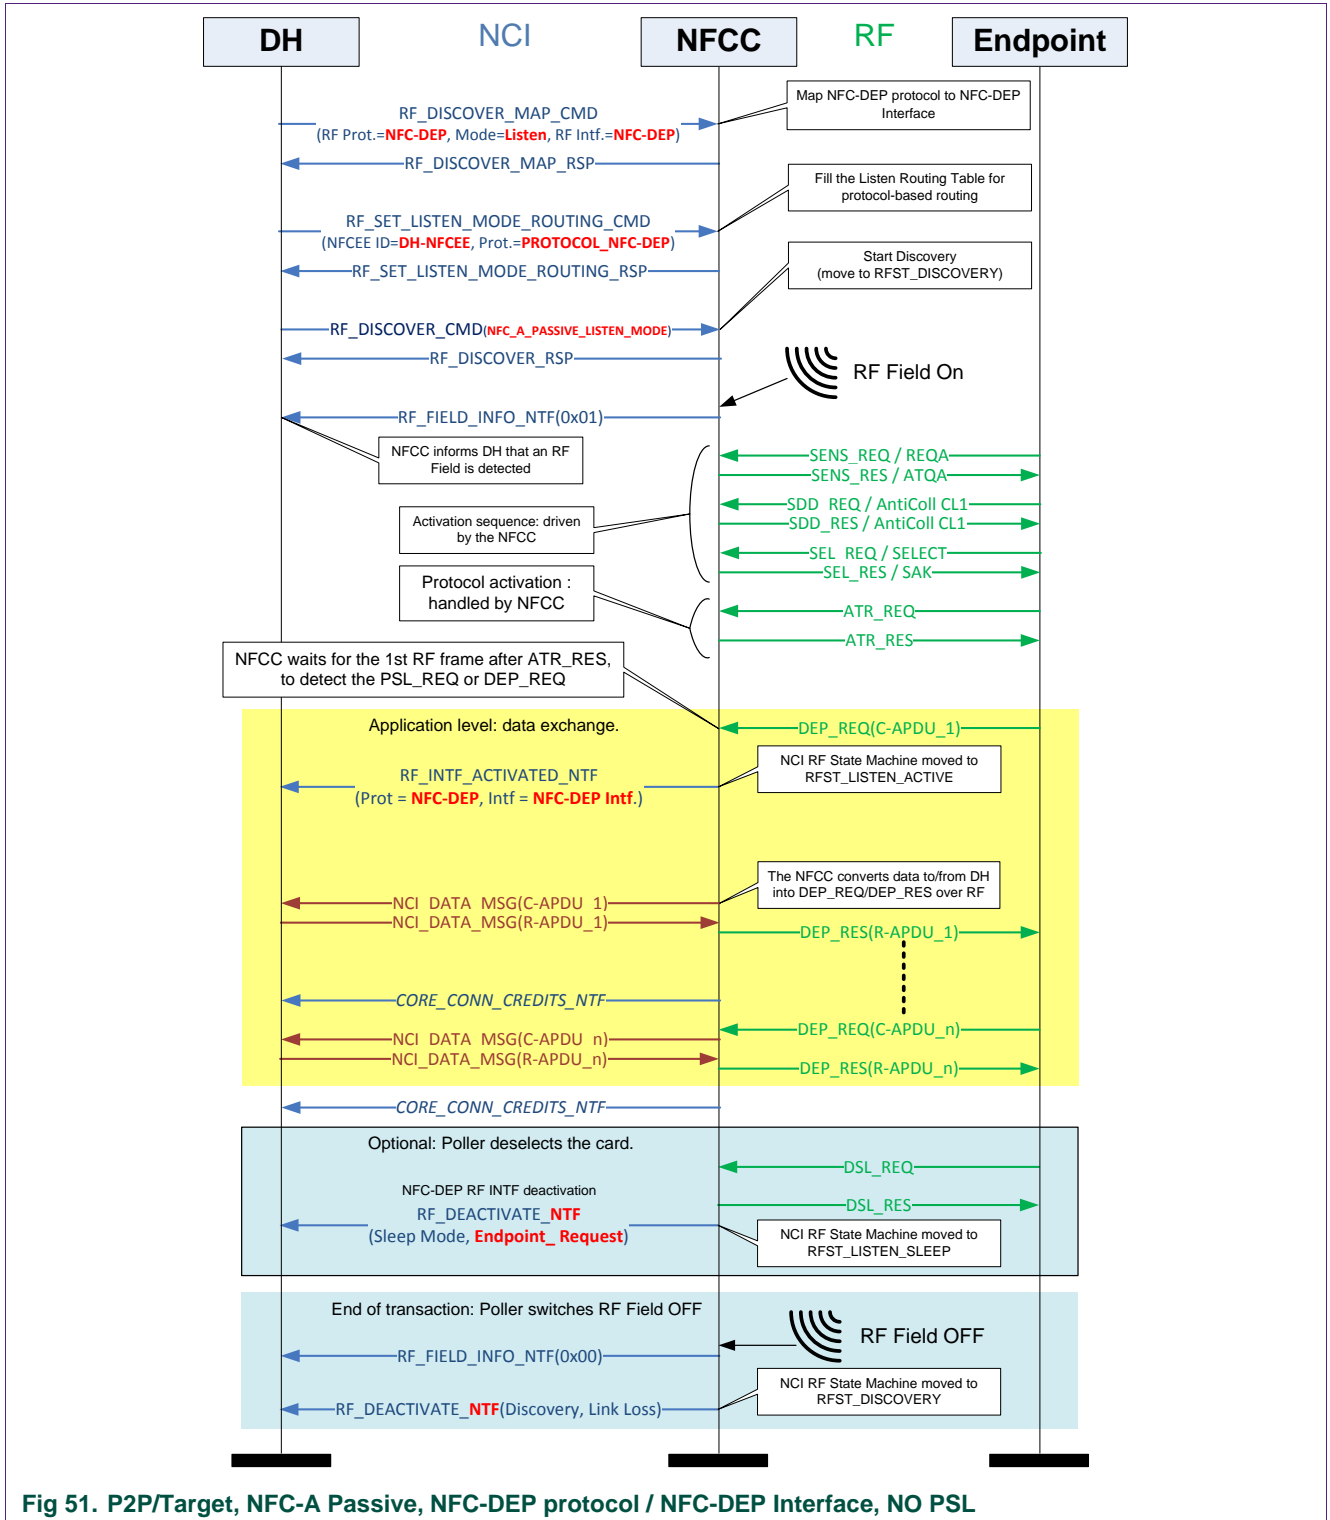 DH
NCI
NFCC
RF
Endpoint
Map NFC-DEP protocol to NFC-DEP
Interface
RF_DISCOVER_MAP_CMD
(RF Prot.=NFC-DEP, Mode=Listen, RF Intf.=NFC-DEP)
RF_DISCOVER_MAP_RSP
Fill the Listen Routing Table for
protocol-based routing
RF_SET_LISTEN_MODE_ROUTING_CMD
(NFCEE ID=DH-NFCEE, Prot.=PROTOCOL_NFC-DEP)
RF_SET_LISTEN_MODE_ROUTING_RSP
Start Discovery
(move to RFST_DISCOVERY)
RF_DISCOVER_CMD(NFC_A_PASSIVE_LISTEN_MODE)
RF_DISCOVER_RSP
RF Field On
RF_FIELD_INFO_NTF(0x01)
NFCC informs DH that an RF
Field is detected
SENS_REQ / REQA
SENS_RES / ATQA
SDD_REQ / AntiColl CL1
SDD_RES / AntiColl CL1
Activation sequence: driven
by the NFCC
SEL_REQ / SELECT
SEL_RES / SAK
Protocol activation :
handled by NFCC
ATR_REQ
ATR_RES
NFCC waits for the 1st RF frame after ATR_RES,
to detect the PSL_REQ or DEP_REQ
Application level: data exchange.
DEP_REQ(C-APDU_1)
NCI RF State Machine moved to
RFST_LISTEN_ACTIVE
RF_INTF_ACTIVATED_NTF
(Prot = NFC-DEP, Intf = NFC-DEP Intf.)
The NFCC converts data to/from DH
into DEP_REQ/DEP_RES over RF
NCI_DATA_MSG(C-APDU_1)
NCI_DATA_MSG(R-APDU_1)
DEP_RES(R-APDU_1)
CORE_CONN_CREDITS_NTF
DEP_REQ(C-APDU_n)
NCI_DATA_MSG(C-APDU_n)
NCI_DATA_MSG(R-APDU_n)
DEP_RES(R-APDU_n)
CORE_CONN_CREDITS_NTF
Optional: Poller deselects the card.
DSL_REQ
NFC-DEP RF INTF deactivation
DSL_RES
RF_DEACTIVATE_NTF
(Sleep Mode, Endpoint_ Request)
NCI RF State Machine moved to
RFST_LISTEN_SLEEP
End of transaction: Poller switches RF Field OFF
RF Field OFF
RF_FIELD_INFO_NTF(0x00)
NCI RF State Machine moved to
RFST_DISCOVERY
RF_DEACTIVATE_NTF(Discovery, Link Loss)
Fig 51. P2P/Target, NFC-A Passive, NFC-DEP protocol / NFC-DEP Interface, NO PSL